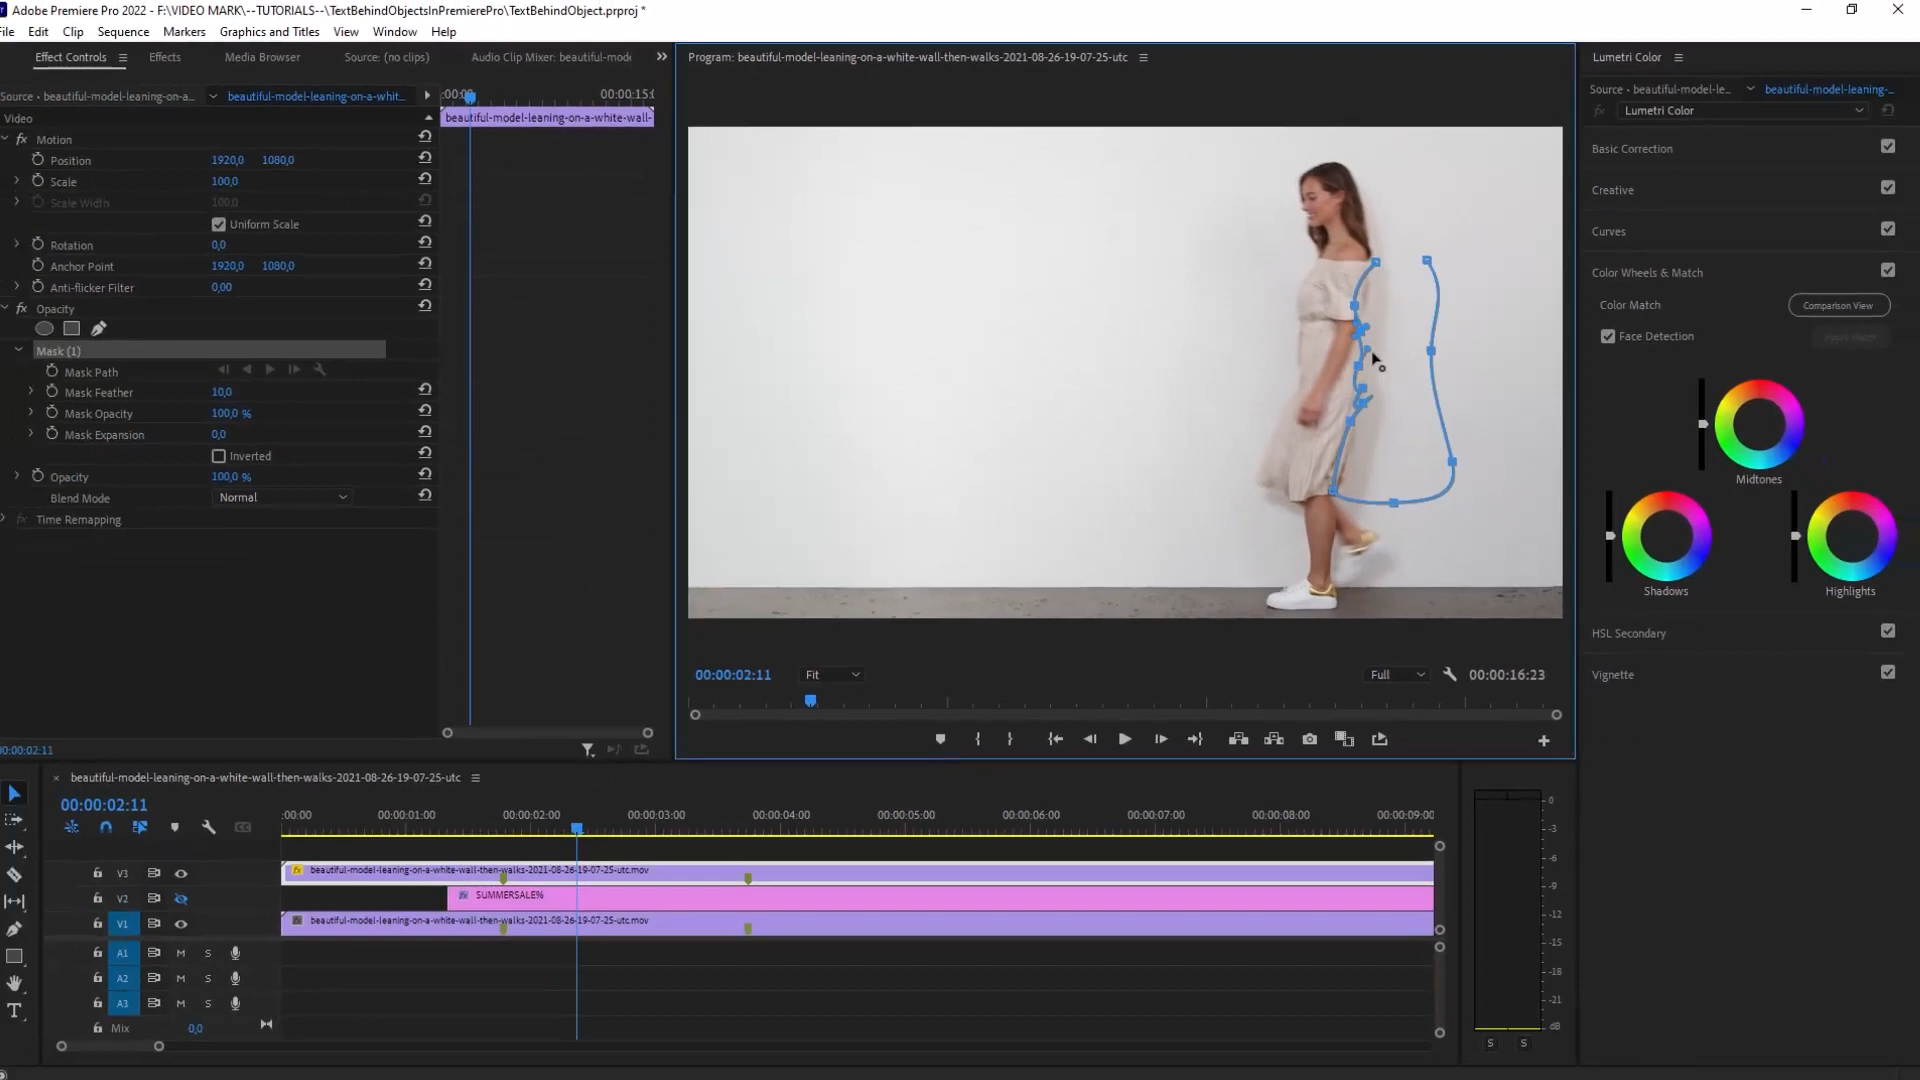 Adobe Premiere Pro 2022 - F:\VIDEO MARK\--TUTORIALS--\TextBehindObjectsInPremierePro\TextBehindObject.prproj *
File Edit Clip Sequence Markers Graphics and Titles View Window Help
Effect Controls Effects Media Browser Source: (no clips) Audio Clip Mixer: beautiful-mode
Program: beautiful-model-leaning-on-a-white-wall-then-walks-2021-08-26-19-07-25-utc
Lumetri Color
Source • beautiful-model-leaning-on-a... beautiful-model-leaning-on-a-whit...
:00:00 00:00:15:0
Source • beautiful-model-le... beautiful-model-leaning-...
Lumetri Color
Video
beautiful-model-leaning-on-a-white-wall-
Motion
Position 1920,0 1080,0
Scale 100,0
Scale Width 100,0
Uniform Scale
Rotation 0,0
Anchor Point 1920,0 1080,0
Anti-flicker Filter 0,00
Opacity
Mask (1)
Mask Path
Mask Feather 10,0
Mask Opacity 100,0 %
Mask Expansion 0,0
Inverted
Opacity 100,0 %
Blend Mode Normal
Time Remapping
00:00:02:11
Basic Correction
Creative
Curves
Color Wheels & Match
Color Match Comparison View
Face Detection
Midtones
Shadows Highlights
HSL Secondary
Vignette
00:00:02:11 Fit Full 00:00:16:23
beautiful-model-leaning-on-a-white-wall-then-walks-2021-08-26-19-07-25-utc
00:00:02:11
:00:00 00:00:01:00 00:00:02:00 00:00:03:00 00:00:04:00 00:00:05:00 00:00:06:00 00:00:07:00 00:00:08:00 00:00:09:00
V3 beautiful-model-leaning-on-a-white-wall-then-walks-2021-08-26-19-07-25-utc.mov
V2 SUMMERSALE%
V1 beautiful-model-leaning-on-a-white-wall-then-walks-2021-08-26-19-07-25-utc.mov
A1 M S
A2 M S
A3 M S
Mix 0,0
0
-3
-6
-9
-12
-15
-18
-21
dB
S S